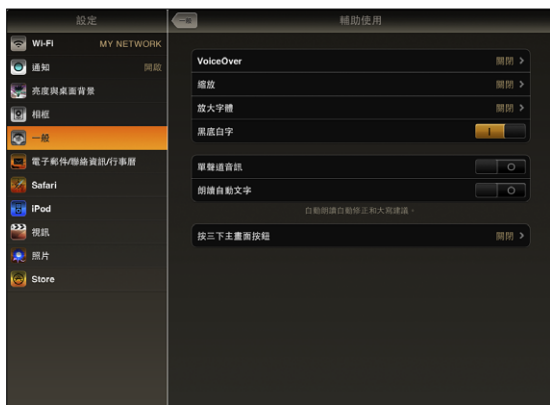 設定
Wi-Fi MY NETWORK
通知 開啟
亮度與桌面背景
相框
一般
電子郵件/聯絡資訊/行事曆
Safari
iPod
視訊
照片
Store
一般
輔助使用
VoiceOver 關閉
縮放 關閉
放大字體 關閉
黑底白字
單聲道音訊
朗讀自動文字
自動朗讀自動修正和大寫建議。
按三下主畫面按鈕 關閉